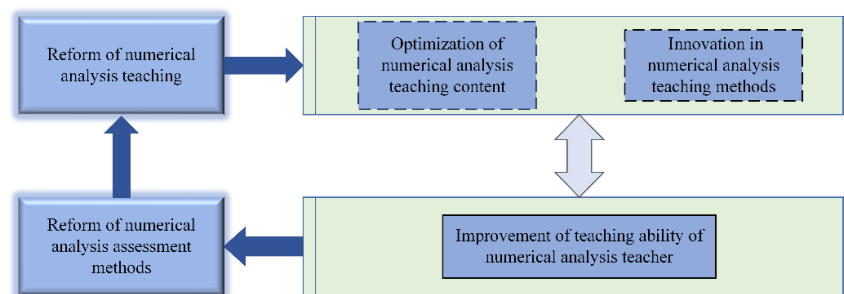 Reform of numerical
analysis teaching
Optimization of
numerical analysis
teaching content
Innovation in
numerical analysis
teaching methods
Reform of numerical
analysis assessment
methods
Improvement of teaching ability of
numerical analysis teacher